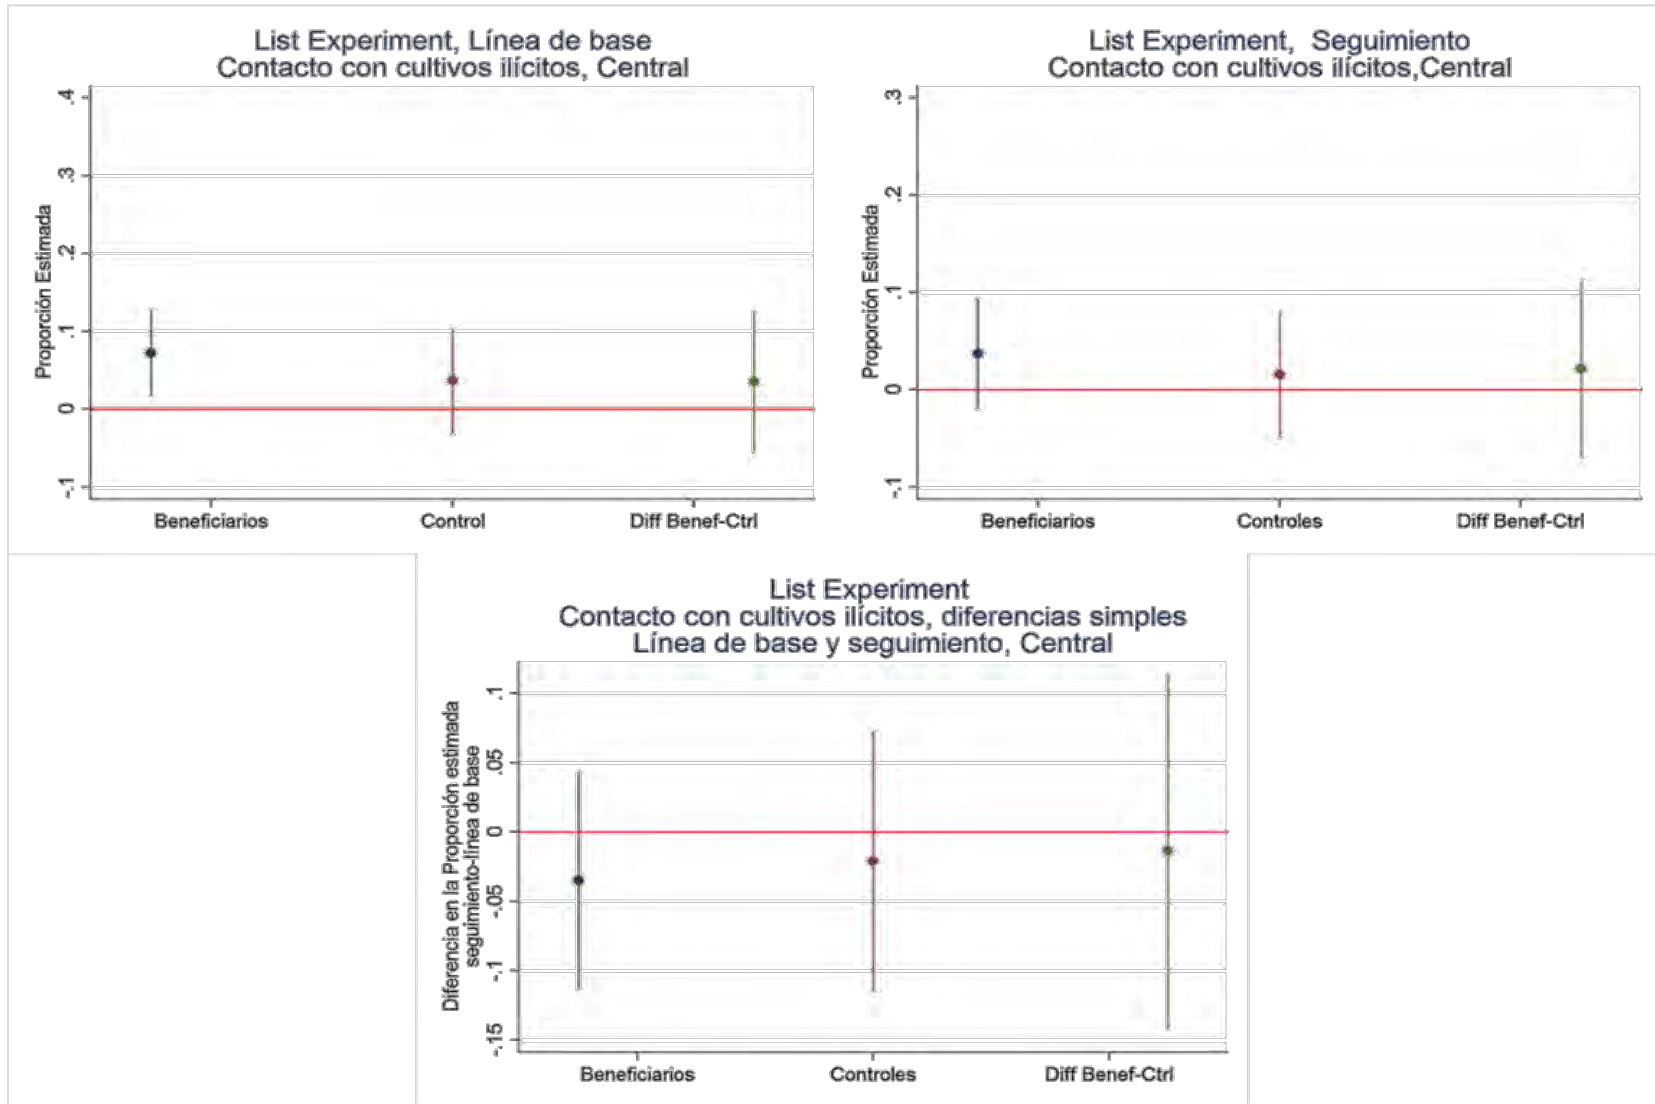 List Experiment, Línea de base
Contacto con cultivos ilícitos, Central
Proporción Estimada
.4
.3
.2
.1
0
-.1
Beneficiarios
Control
Diff Benef-Ctrl
List Experiment, Seguimiento
Contacto con cultivos ilícitos,Central
Proporción Estimada
.3
.2
.1
0
-.1
Beneficiarios
Controles
Diff Benef-Ctrl
List Experiment
Contacto con cultivos ilícitos, diferencias simples
Línea de base y seguimiento, Central
Diferencia en la Proporción estimada
seguimiento-línea de base
.1
.05
0
-.05
-.1
-.15
Beneficiarios
Controles
Diff Benef-Ctrl